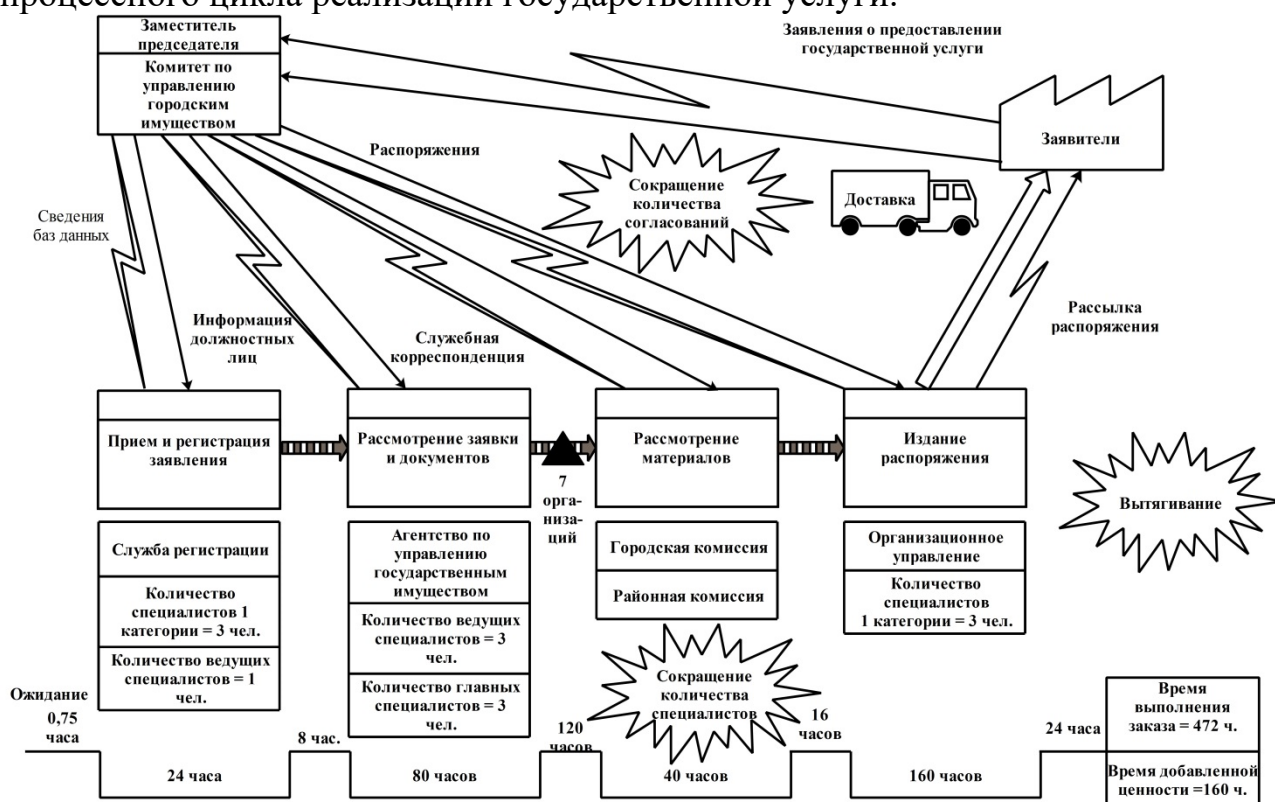 процессного цикла реализации государственной услуги.
Заместитель
председателя
Комитет по
управлению
городским
имуществом
Заявления о предоставлении
государственной услуги
Заявители
Распоряжения
Сокращение
количества
согласований
Доставка
Сведения
баз данных
Информация
должностных
лиц
Служебная
корреспонденция
Рассылка
распоряжения
Прием и регистрация
заявления
Рассмотрение заявки
и документов
7
орга-
низа-
ций
Рассмотрение
материалов
Издание
распоряжения
Вытягивание
Служба регистрации
Количество
специалистов 1
категории = 3 чел.
Количество ведущих
специалистов = 1
чел.
Агентство по
управлению
государственным
имуществом
Количество ведущих
специалистов = 3
чел.
Количество главных
специалистов = 3
чел.
Городская комиссия
Районная комиссия
Сокращение
количества
специалистов
Организационное
управление
Количество
специалистов
1 категории = 3 чел.
Ожидание
0,75
часа
24 часа
8 час.
80 часов
120
часов
40 часов
16
часов
160 часов
24 часа
Время
выполнения
заказа = 472 ч.
Время добавленной
ценности =160 ч.